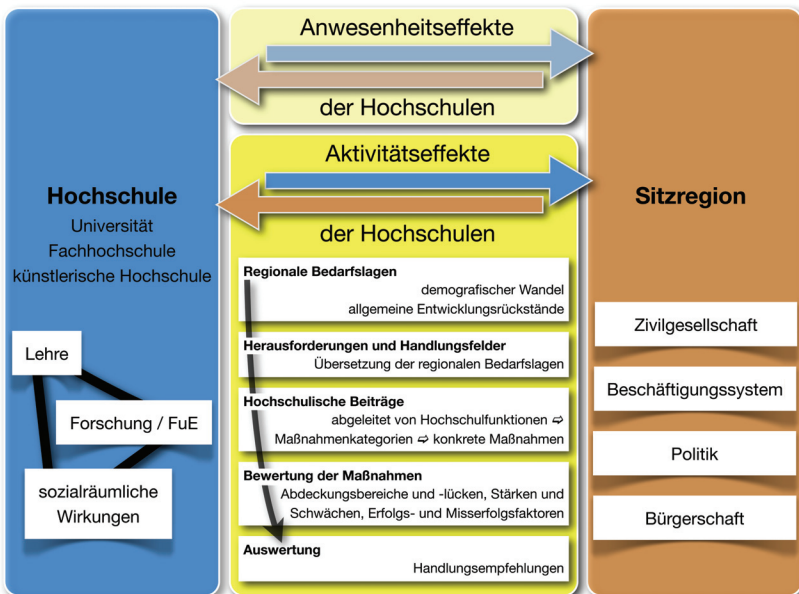 Hochschule
Universität
Fachhochschule
künstlerische Hochschule
Lehre
Forschung / FuE
sozialräumliche
Wirkungen
Anwesenheitseffekte
der Hochschulen
Aktivitätseffekte
der Hochschulen
Regionale Bedarfslagen
demografischer Wandel
allgemeine Entwicklungsrückstände
Herausforderungen und Handlungsfelder
Übersetzung der regionalen Bedarfslagen
Hochschulische Beiträge
abgeleitet von Hochschulfunktionen ➫
Maßnahmenkategorien ➫ konkrete Maßnahmen
Bewertung der Maßnahmen
Abdeckungsbereiche und -lücken, Stärken und
Schwächen, Erfolgs- und Misserfolgsfaktoren
Auswertung
Handlungsempfehlungen
Sitzregion
Zivilgesellschaft
Beschäftigungssystem
Politik
Bürgerschaft